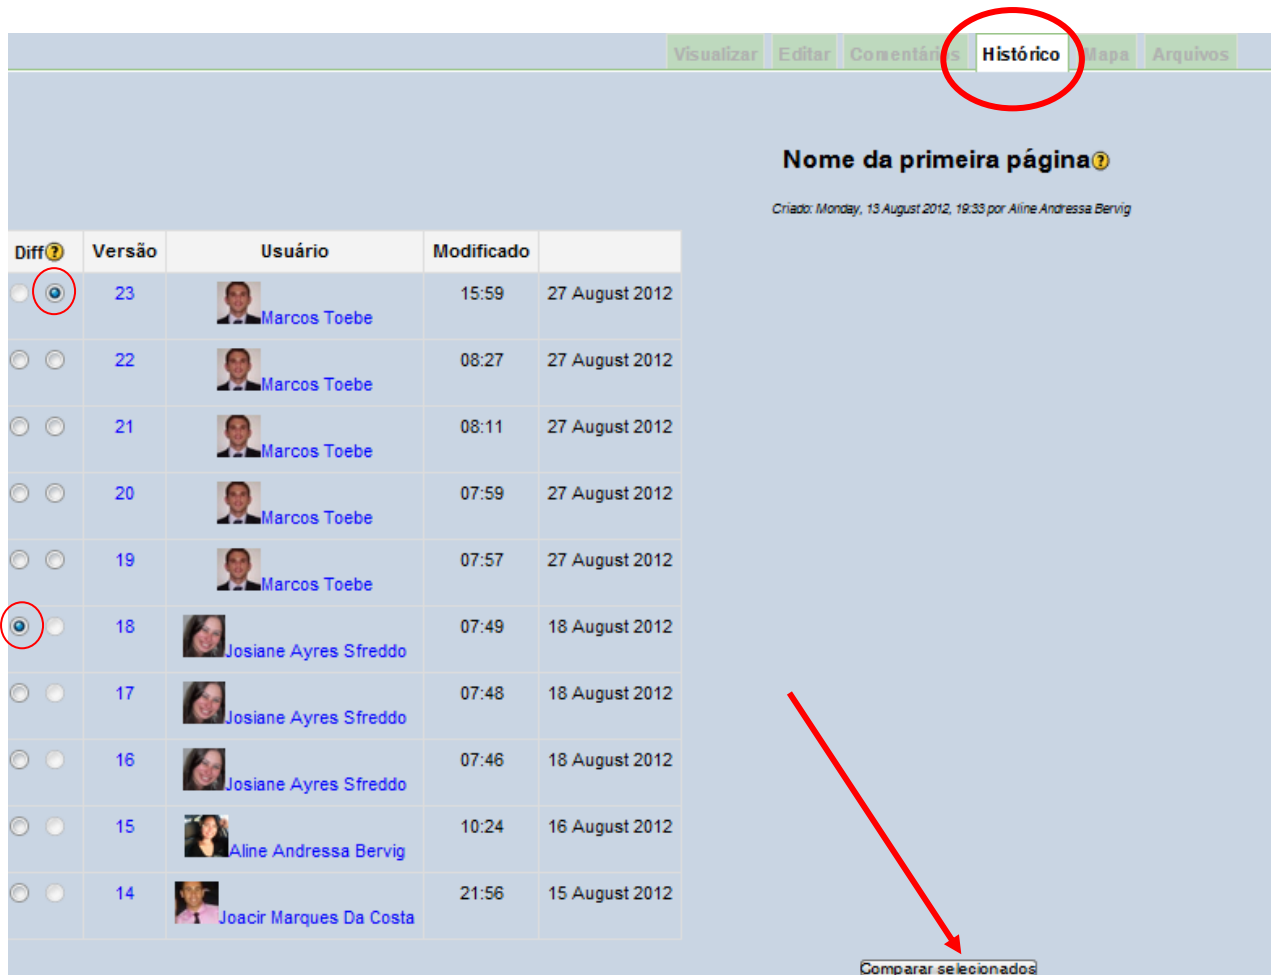 Visualizar Editar Comentários Histórico Mapa Arquivos
Nome da primeira página
Criado: Monday, 13 August 2012, 19:33 por Aline Andressa Bervig
Diff Versão Usuário Modificado
23 Marcos Toebe 15:59 27 August 2012
22 Marcos Toebe 08:27 27 August 2012
21 Marcos Toebe 08:11 27 August 2012
20 Marcos Toebe 07:59 27 August 2012
19 Marcos Toebe 07:57 27 August 2012
18 Josiane Ayres Sfreddo 07:49 18 August 2012
17 Josiane Ayres Sfreddo 07:48 18 August 2012
16 Josiane Ayres Sfreddo 07:46 18 August 2012
15 Aline Andressa Bervig 10:24 16 August 2012
14 Joacir Marques Da Costa 21:56 15 August 2012
Comparar selecionados